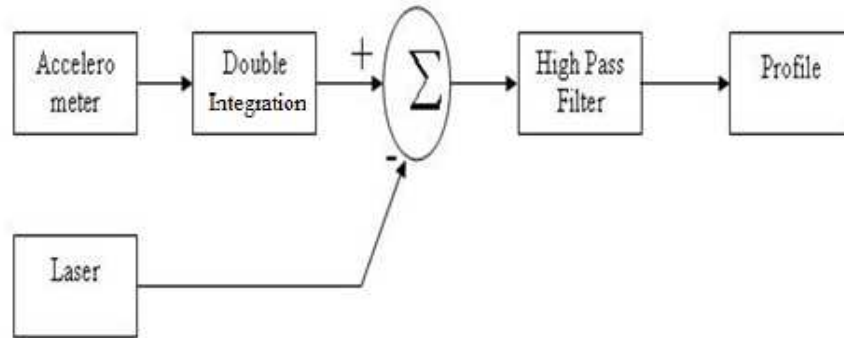 Accelero
meter
Double
Integration
+
Σ
-
High Pass
Filter
Profile
Laser